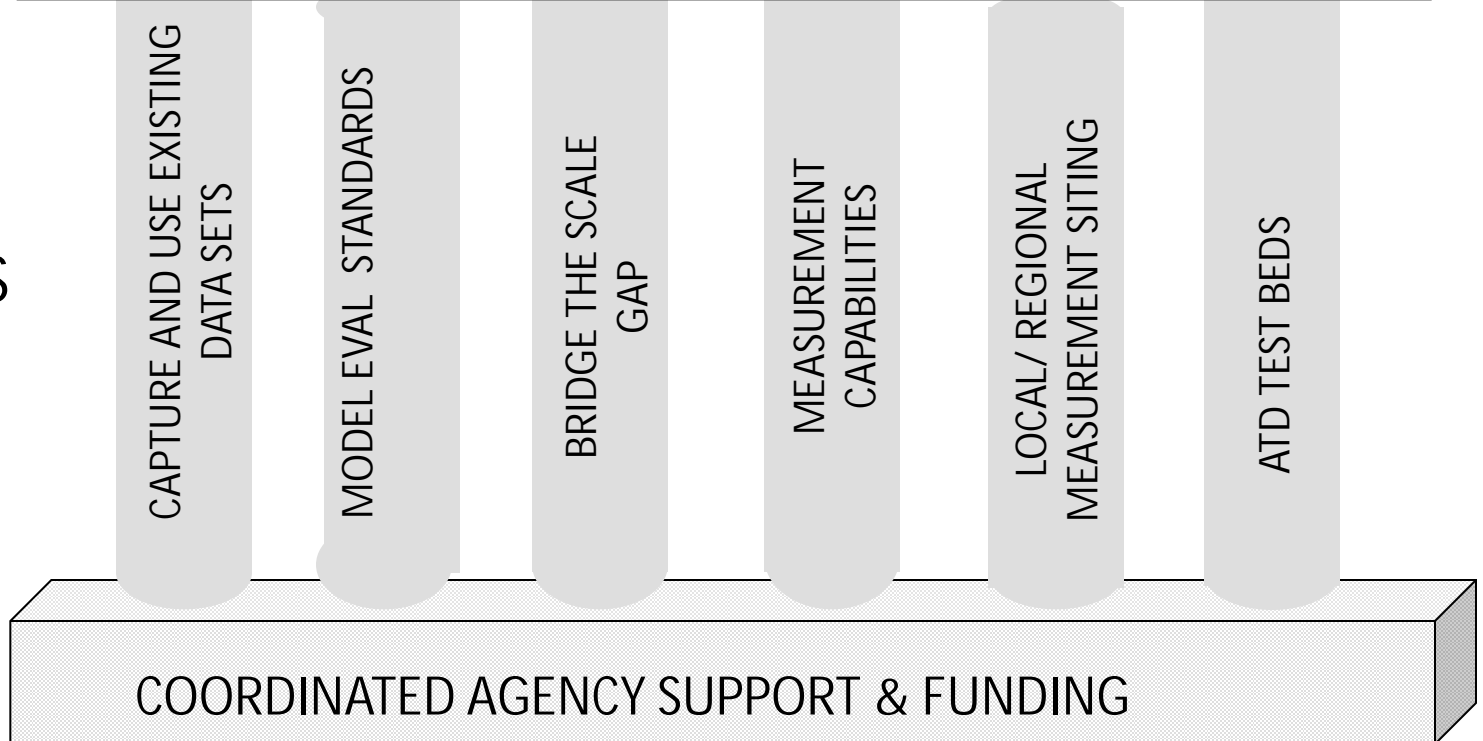 CAPTURE AND USE EXISTING
DATA SETS
MODEL EVAL STANDARDS
BRIDGE THE SCALE
GAP
MEASUREMENT
CAPABILITIES
LOCAL/ REGIONAL
MEASUREMENT SITING
ATD TEST BEDS
S
COORDINATED AGENCY SUPPORT & FUNDING